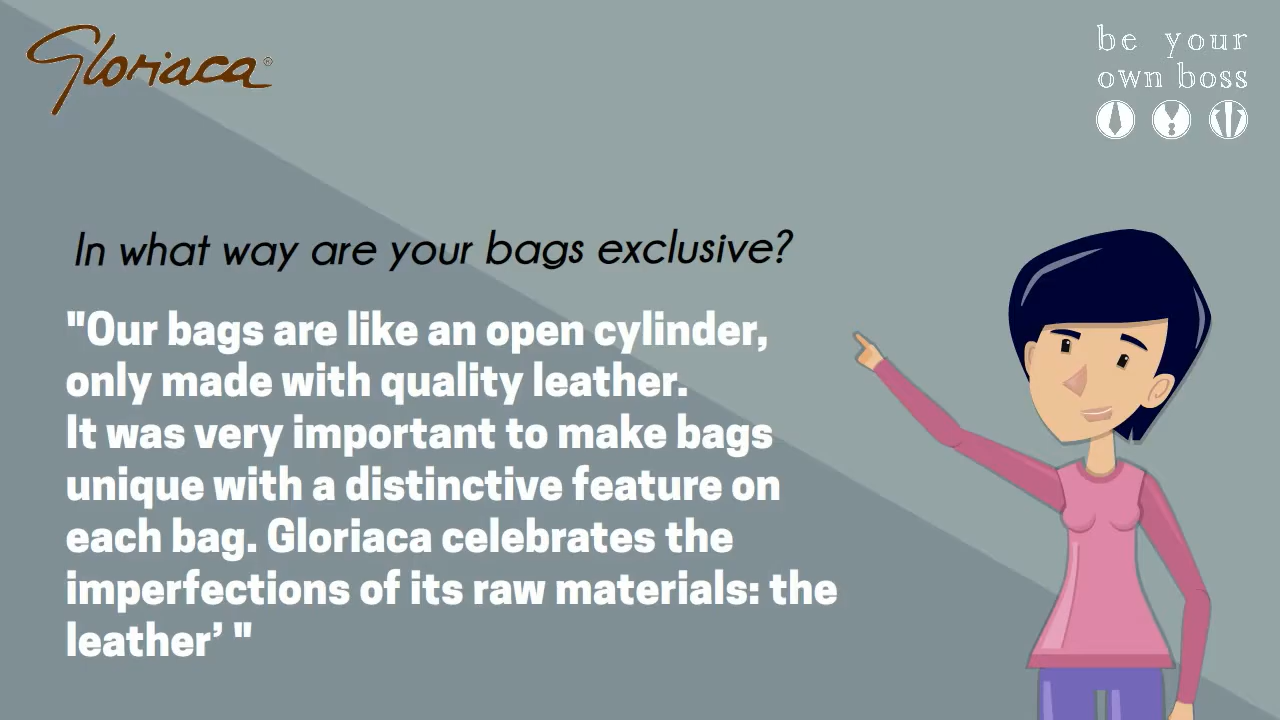 Gloriaca®
be your
own boss
In what way are your bags exclusive?
"Our bags are like an open cylinder,
only made with quality leather.
It was very important to make bags
unique with a distinctive feature on
each bag. Gloriaca celebrates the
imperfections of its raw materials: the
leather’ "